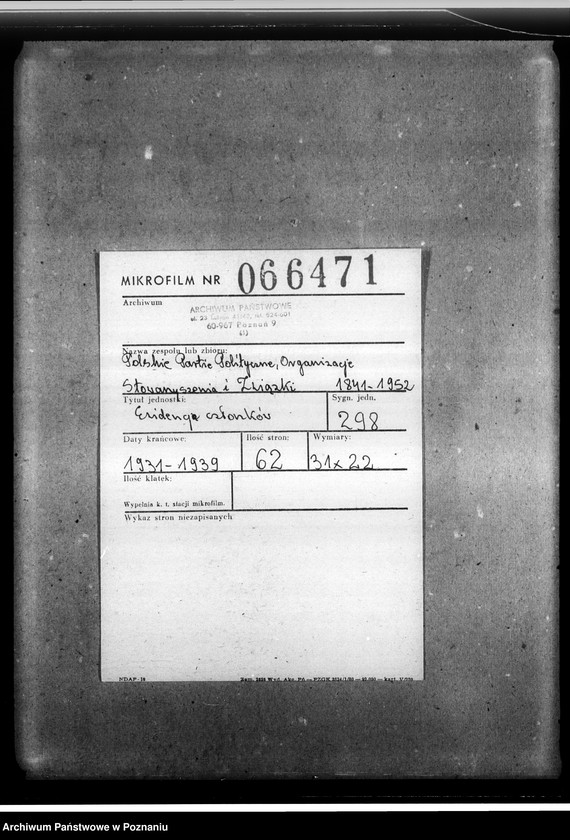 MIKROFILM NR 066471
Archiwum
ARCHIWUM PAŃSTWOWE
60-967 Poznań 9
Nazwa zespołu lub zbioru:
Polskie Partie Polityczne, Organizacje
Stowarzyszenia i Związki 1841-1952
Tytuł jednostki: Sygn. jedn.
Ewidencja członków 298
Daty krańcowe: Ilość stron: Wymiary:
1931-1939 62 31x22
Ilość klatek:
Wypełnia k. t. stacji mikrofilm.
Wykaz stron niezapisanych
NDAP-18
Archiwum Państwowe w Poznaniu